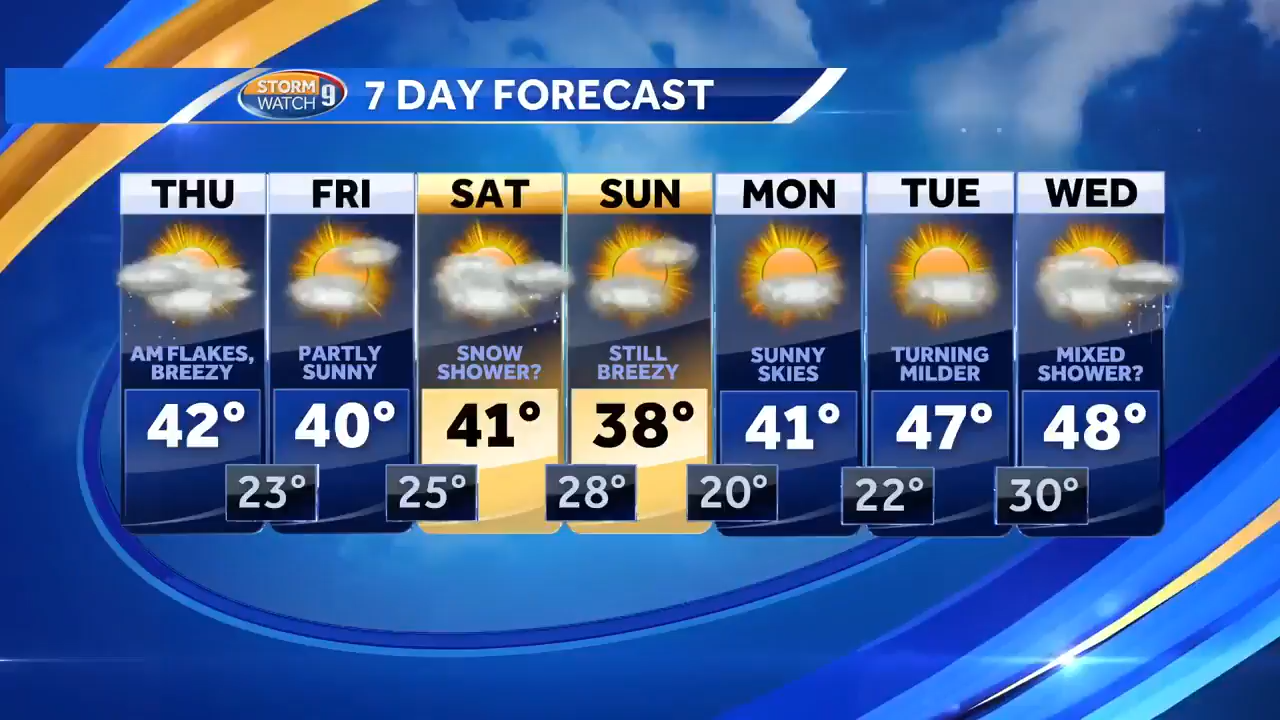 STORM
WATCH 9
7 DAY FORECAST
THU
FRI
SAT
SUN
MON
TUE
WED
AM FLAKES,
BREEZY
PARTLY
SUNNY
SNOW
SHOWER?
STILL
BREEZY
SUNNY
SKIES
TURNING
MILDER
MIXED
SHOWER?
42°
40°
41°
38°
41°
47°
48°
23°
25°
28°
20°
22°
30°